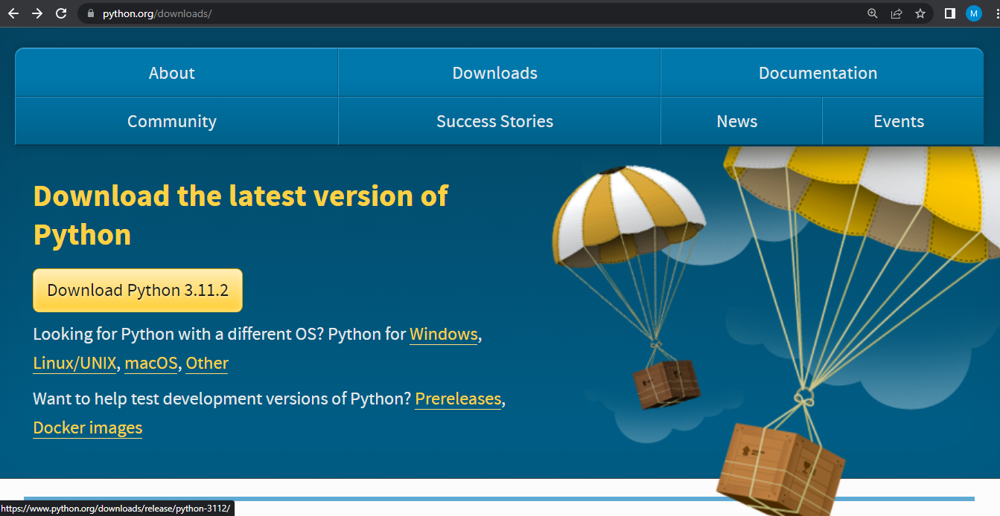 python.org/downloads/
M
About Downloads Documentation
Community Success Stories News Events
Download the latest version of
Python
Download Python 3.11.2
Looking for Python with a different OS? Python for Windows,
Linux/UNIX, macOS, Other
Want to help test development versions of Python? Prereleases,
Docker images
https://www.python.org/downloads/release/python-3112/